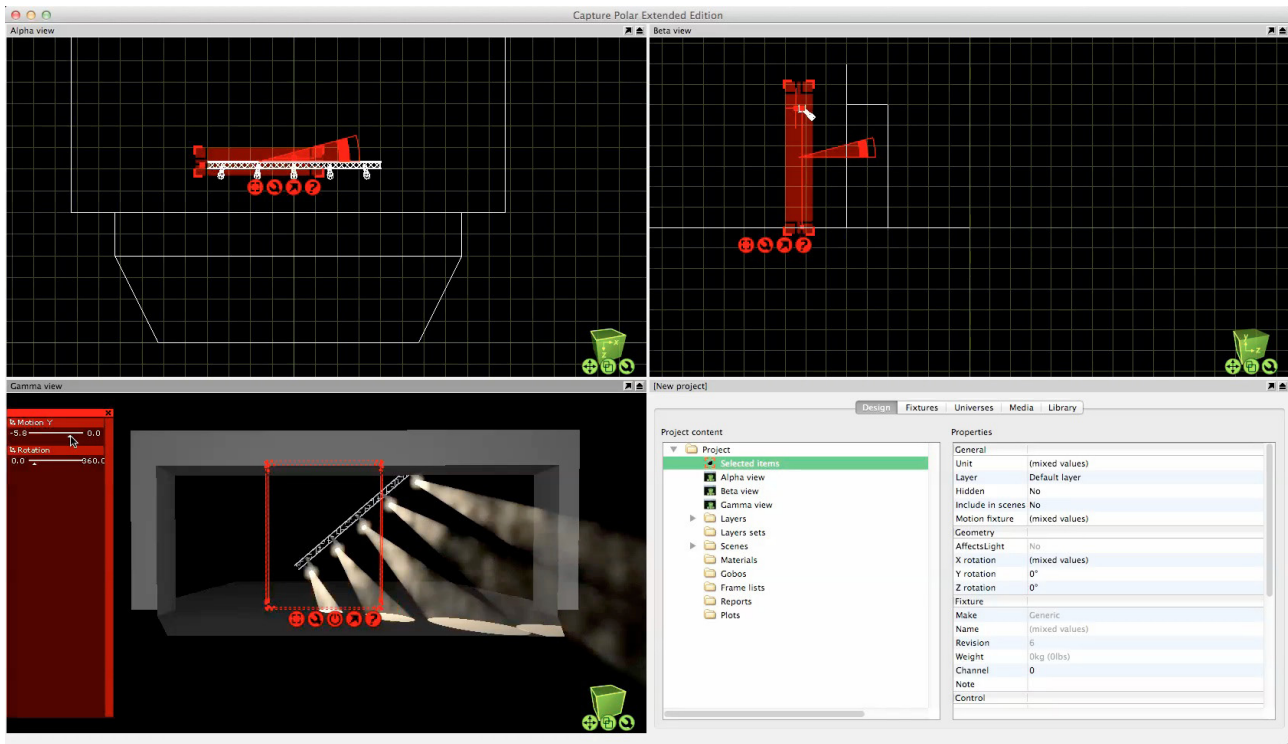 Capture Polar Extended Edition
Alpha view
Beta view
Gamma view
Motion Y
-5.8 0.0
Rotation
0.0 360.0
[New project]
Design Fixtures Universes Media Library
Project content
Project
Selected items
Alpha view
Beta view
Gamma view
Layers
Layers sets
Scenes
Materials
Gobos
Frame lists
Reports
Plots
Properties
General
Unit (mixed values)
Layer Default layer
Hidden No
Include in scenes No
Motion fixture (mixed values)
Geometry
AffectsLight No
X rotation (mixed values)
Y rotation 0°
Z rotation 0°
Fixture
Make Generic
Name (mixed values)
Revision 6
Weight 0kg (0lbs)
Channel 0
Note
Control